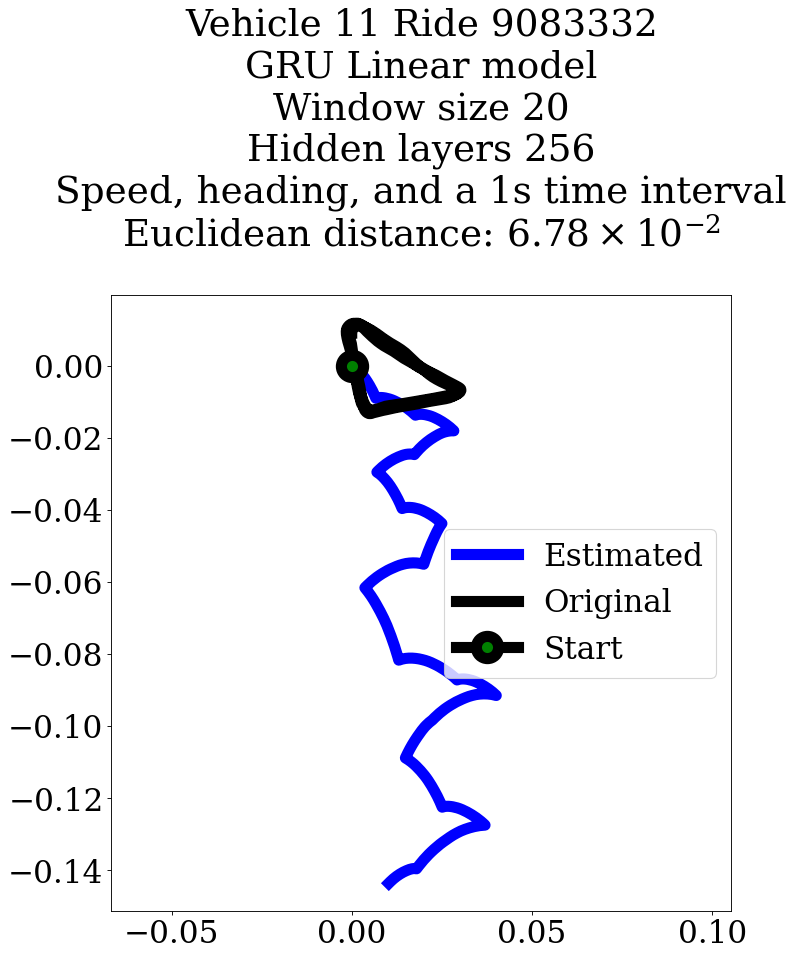 Vehicle 11 Ride 9083332
GRU Linear model
Window size 20
Hidden layers 256
Speed, heading, and a 1s time interval
Euclidean distance: 6.78 × 10⁻²
0.00
−0.02
−0.04
−0.06
−0.08
−0.10
−0.12
−0.14
Estimated
Original
Start
−0.05 0.00 0.05 0.10